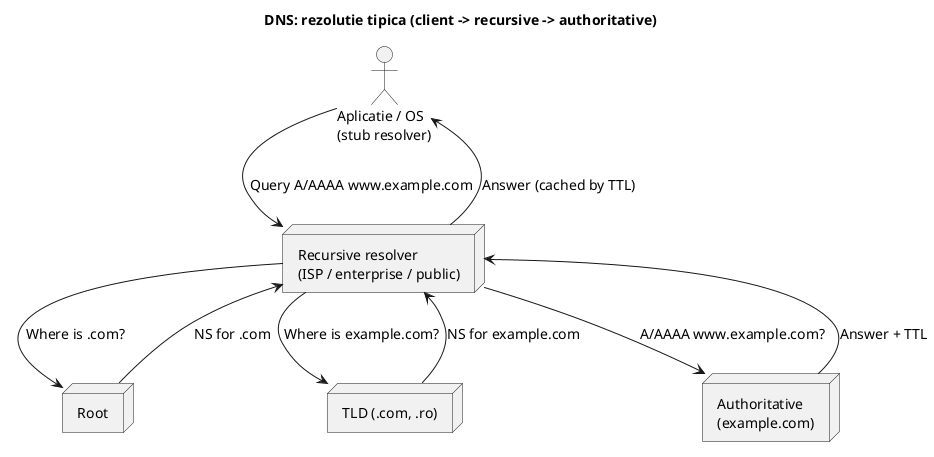 DNS: rezolutie tipica (client -> recursive -> authoritative)
Aplicatie / OS
(stub resolver)
Query A/AAAA www.example.com
Answer (cached by TTL)
Recursive resolver
(ISP / enterprise / public)
Where is .com?
NS for .com
Where is example.com?
NS for example.com
A/AAAA www.example.com?
Answer + TTL
Root
TLD (.com, .ro)
Authoritative
(example.com)